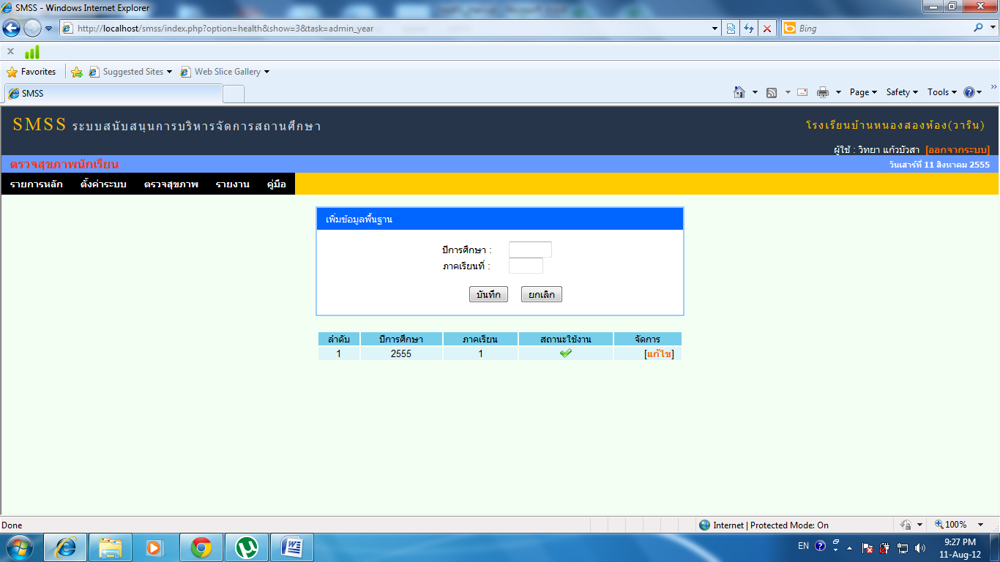 SMSS - Windows Internet Explorer
http://localhost/smss/index.php?option=health&show=3&task=admin_year
Bing
x
Favorites Suggested Sites Web Slice Gallery
SMSS
Page Safety Tools
SMSS ระบบสนับสนุนการบริหารจัดการสถานศึกษา
โรงเรียนบ้านหนองสองห้อง(วาริน)
ผู้ใช้ : วิทยา แก้วบัวสา [ออกจากระบบ]
ตรวจสุขภาพนักเรียน
วันเสาร์ที่ 11 สิงหาคม 2555
รายการหลัก ตั้งค่าระบบ ตรวจสุขภาพ รายงาน คู่มือ
เพิ่มข้อมูลพื้นฐาน
ปีการศึกษา :
ภาคเรียนที่ :
บันทึก ยกเลิก
ลำดับ ปีการศึกษา ภาคเรียน สถานะใช้งาน จัดการ
1 2555 1 [แก้ไข]
Done
Internet | Protected Mode: On
100%
EN
9:27 PM
11-Aug-12